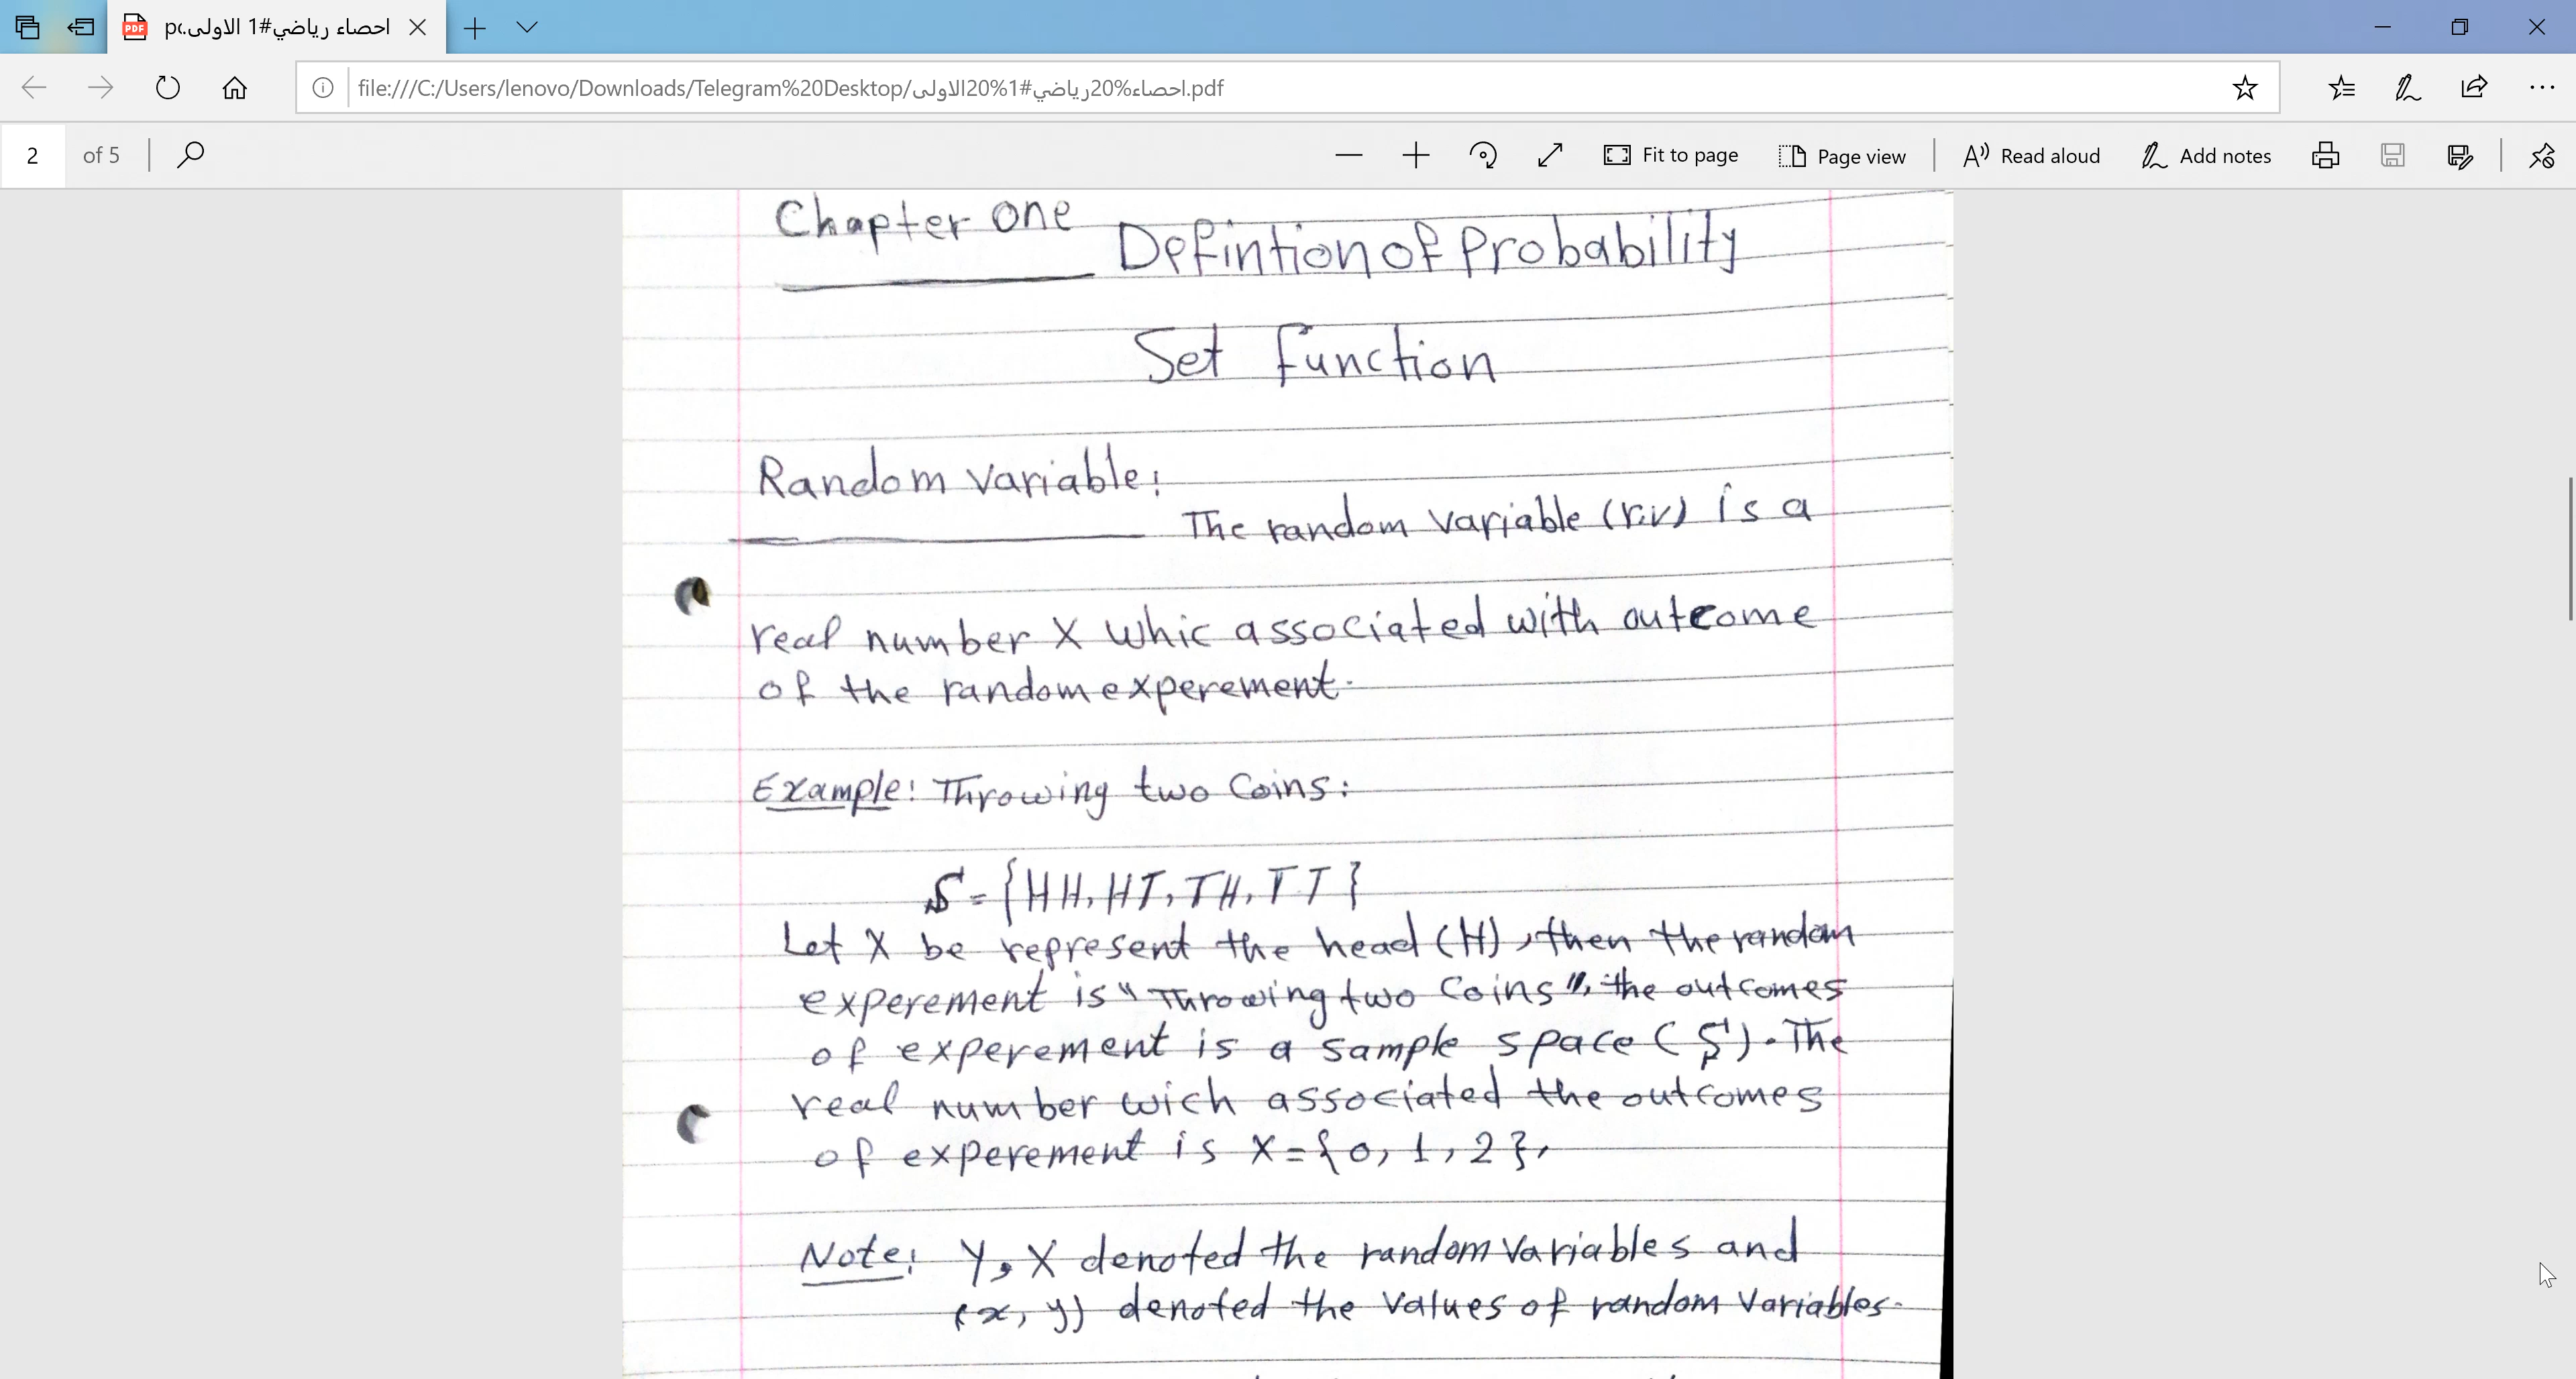 احصاء رياضي#1 الاولى.pd
file:///C:/Users/lenovo/Downloads/Telegram%20Desktop/احصاء%20رياضي#1%20الاولى.pdf
2 of 5
Fit to page
Page view
Read aloud
Add notes
Chapter one
Defintion of Probability
Set function
Random variable:
The random variable (r.v) is a
real number X whic associated with outcome
of the random experement.
Example: Throwing two Coins:
S={HH, HT, TH, TT}
Let X be represent the head (H), then the random
experement is "Throwing two Coins", the outcomes
of experement is a sample space (S). The
real number wich associated the outcomes
of experement is X={0, 1, 2},
Note: Y, X denoted the random variables and
(x, y) denoted the values of random variables.